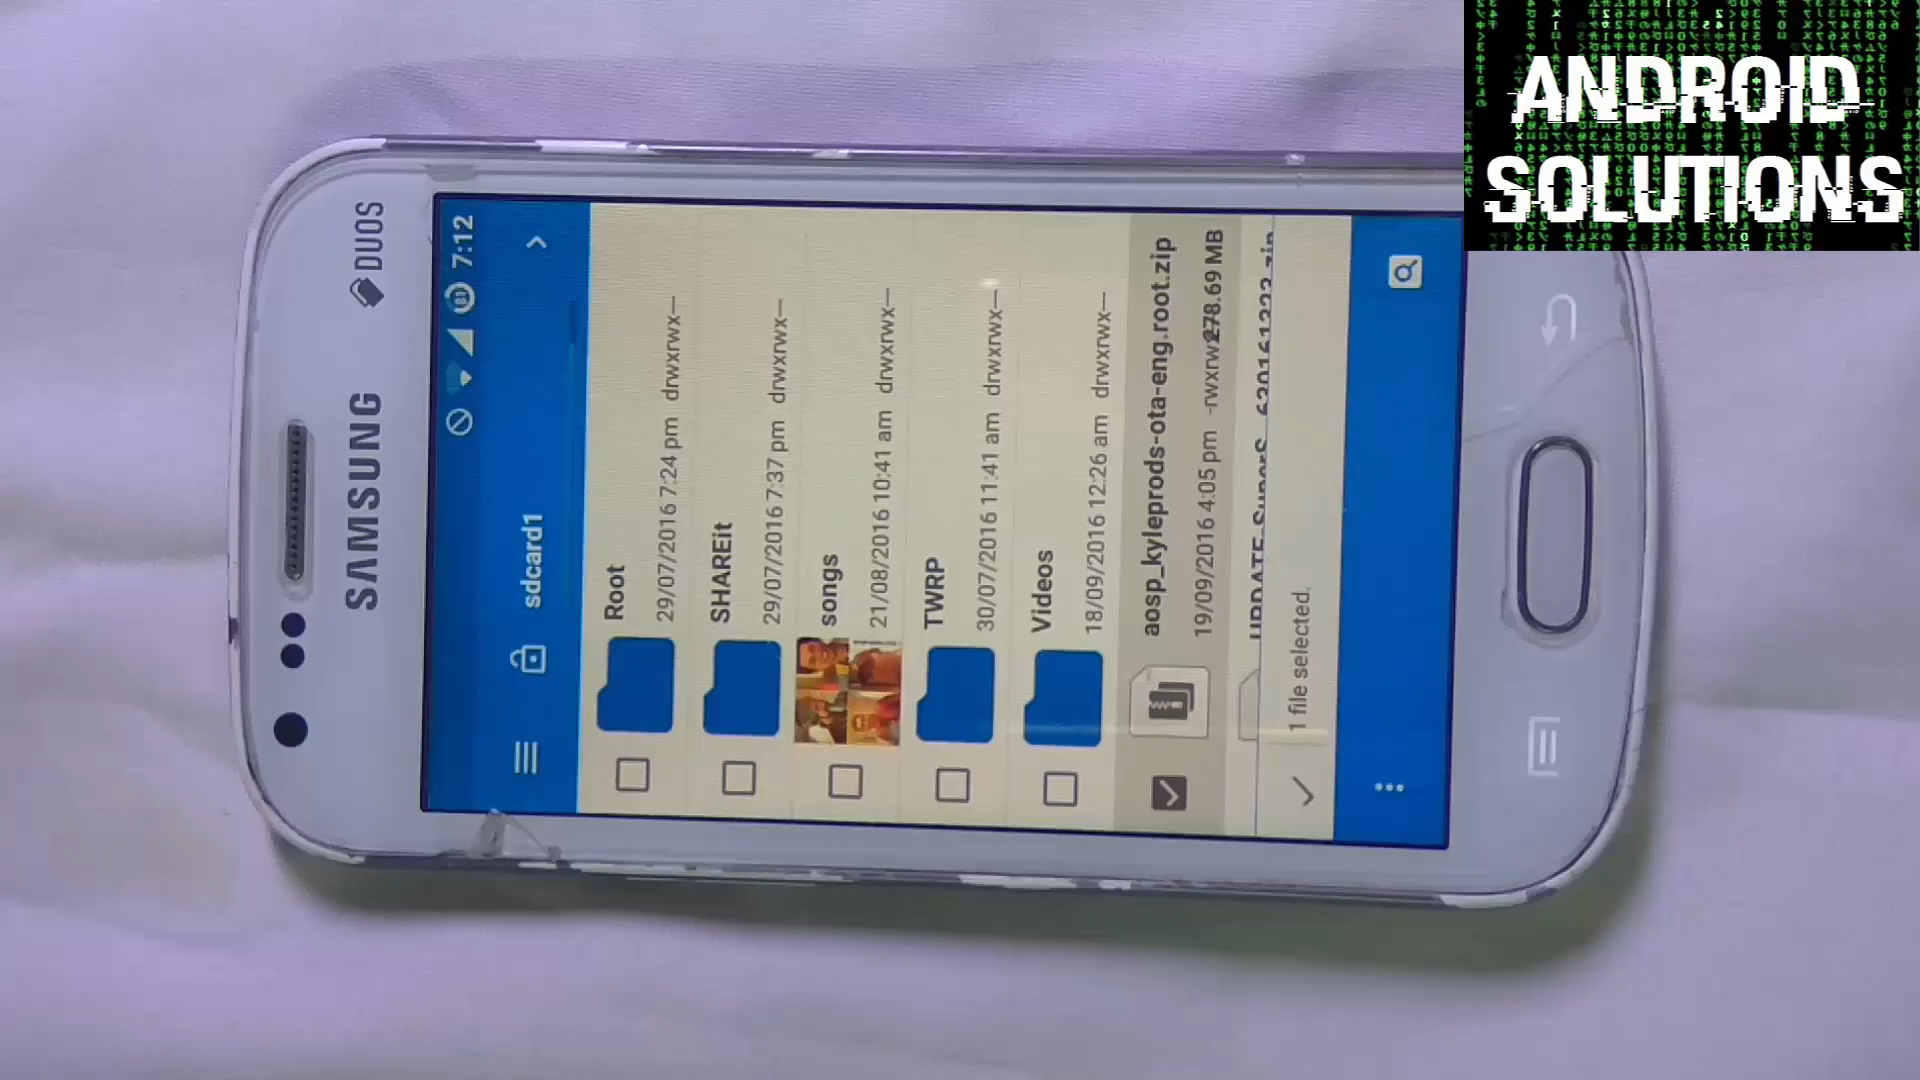 ANDROID
SOLUTIONS
DUOS
SAMSUNG
81 7:12
sdcard1
Root
29/07/2016 7:24 pm drwxrwx—
SHAREit
29/07/2016 7:37 pm drwxrwx—
songs
21/08/2016 10:41 am drwxrwx—
TWRP
30/07/2016 11:41 am drwxrwx—
Videos
18/09/2016 12:26 am drwxrwx—
aosp_kyleprods-ota-eng.root.zip
19/09/2016 4:05 pm -rwxrwx 278.69 MB
1 file selected.